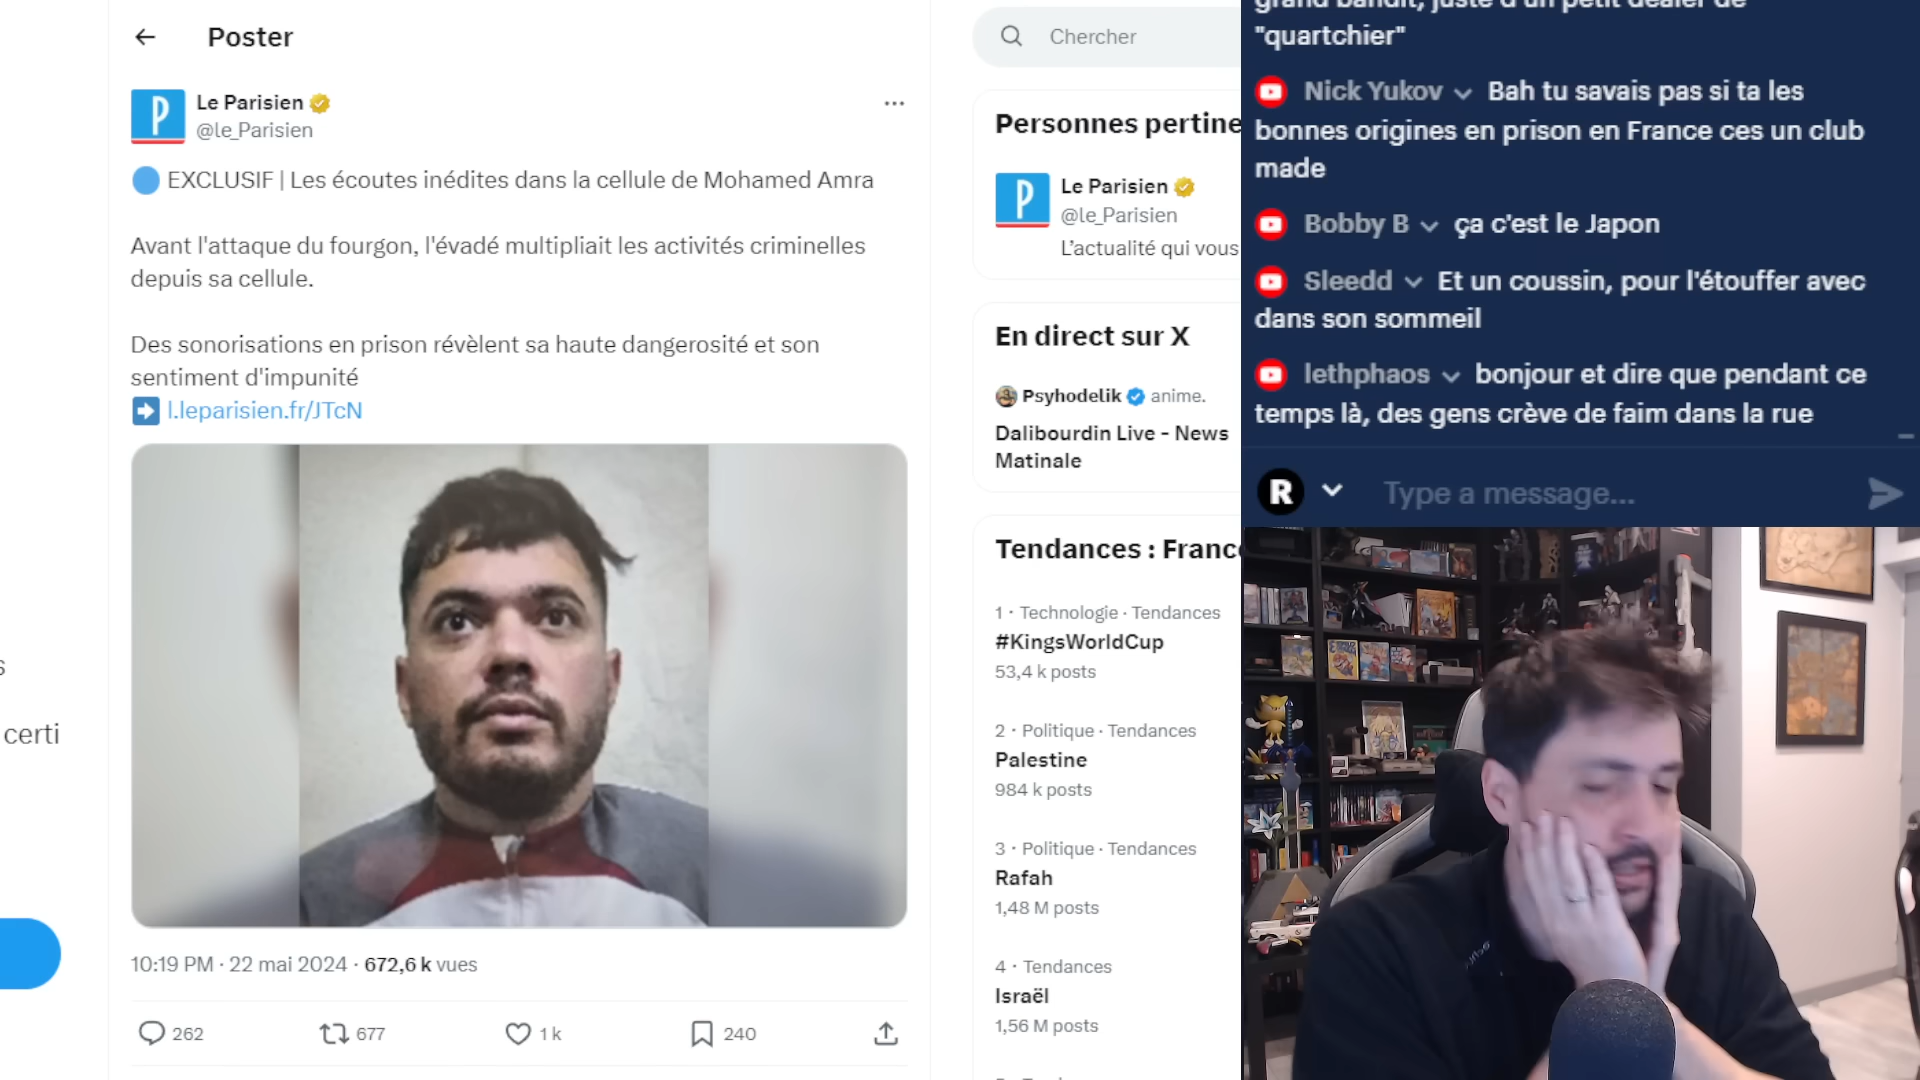 Poster
Le Parisien
@le_Parisien
EXCLUSIF | Les écoutes inédites dans la cellule de Mohamed Amra
Avant l'attaque du fourgon, l'évadé multipliait les activités criminelles
depuis sa cellule.
Des sonorisations en prison révèlent sa haute dangerosité et son
sentiment d'impunité
l.leparisien.fr/JTcN
10:19 PM · 22 mai 2024 · 672,6 k vues
262
677
1 k
240
certi
Chercher
Personnes pertine
Le Parisien
@le_Parisien
L'actualité qui vous
En direct sur X
Psyhodelik anime.
Dalibourdin Live - News
Matinale
Tendances : France
1 · Technologie · Tendances
#KingsWorldCup
53,4 k posts
2 · Politique · Tendances
Palestine
984 k posts
3 · Politique · Tendances
Rafah
1,48 M posts
4 · Tendances
Israël
1,56 M posts
grand bandit, juste d'un petit dealer de
"quartchier"
Nick Yukov Bah tu savais pas si ta les
bonnes origines en prison en France ces un club
made
Bobby B ça c'est le Japon
Sleedd Et un coussin, pour l'étouffer avec
dans son sommeil
lethphaos bonjour et dire que pendant ce
temps là, des gens crève de faim dans la rue
R
Type a message...